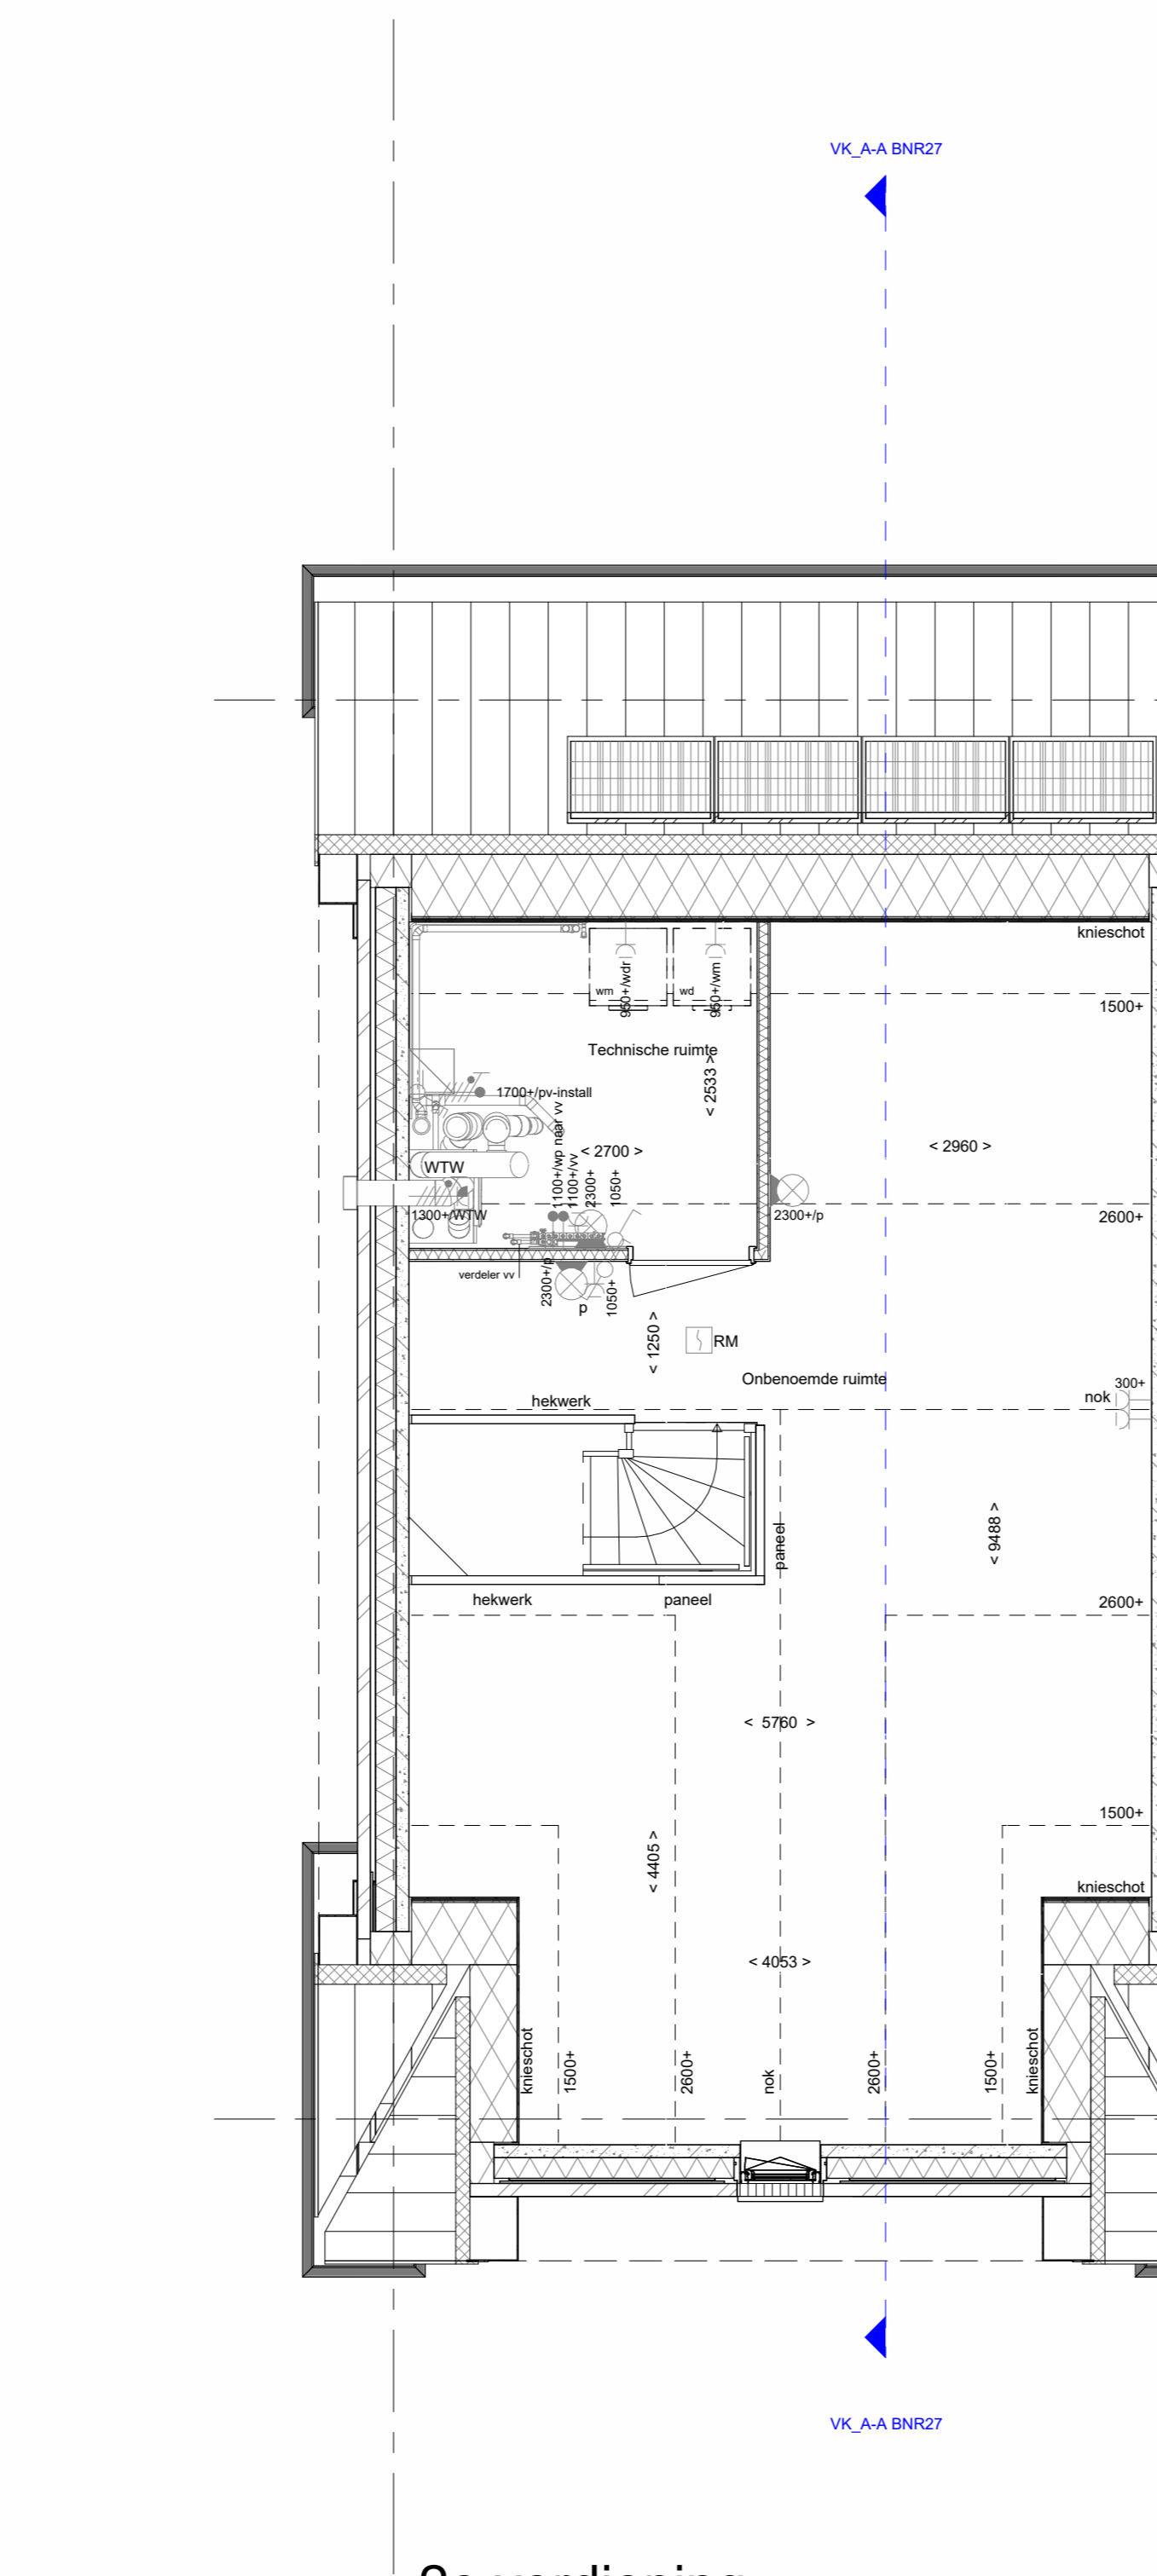 VK_A-A BNR27
knieschot
950+/wdr
950+/wm
wm
wd
1500+
Technische ruimte
< 2533 >
1700+/pv-install
1100+/wp naar vv
1100+/vv
2300+
1050+
< 2700 >
< 2960 >
WTW
1300+/WTW
2300+/p
2600+
verdeler vv
2300+/p
p
1050+
< 1250 >
RM
Onbenoemde ruimte
300+
nok
hekwerk
< 9488 >
paneel
hekwerk
paneel
2600+
< 5760 >
1500+
< 4405 >
knieschot
< 4053 >
knieschot
1500+
2600+
nok
2600+
1500+
knieschot
VK_A-A BNR27
2e verdieping